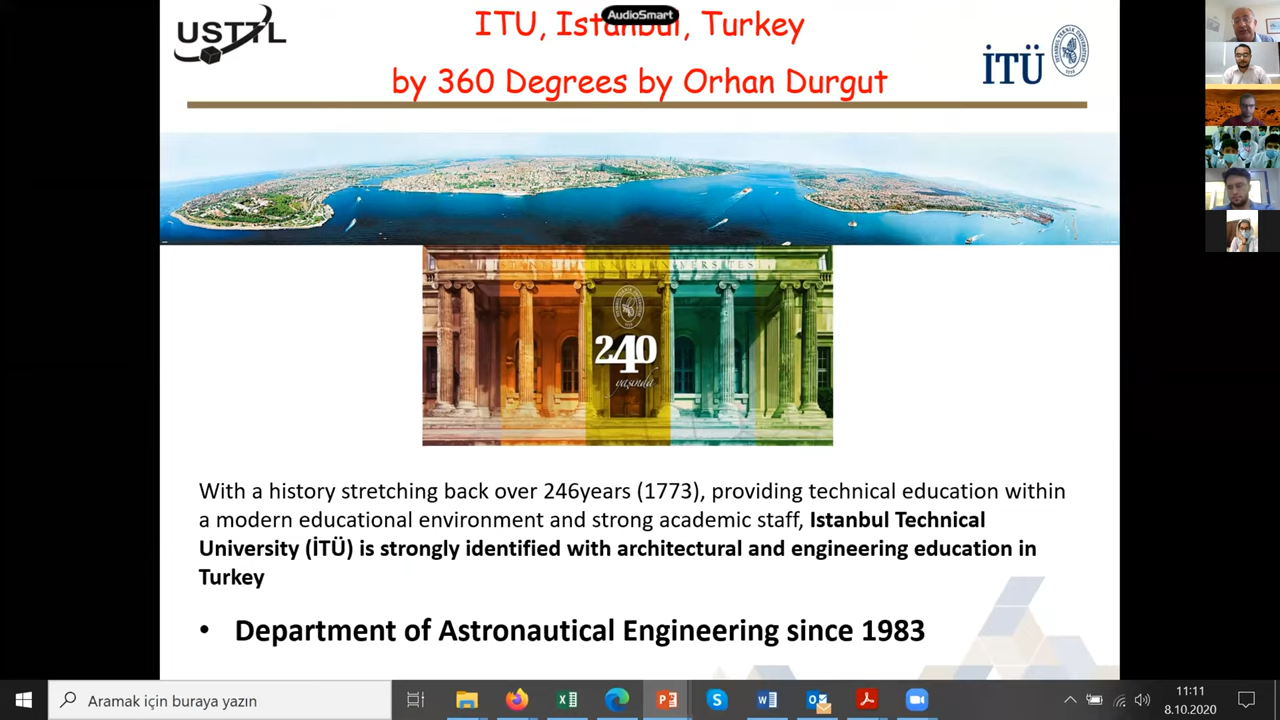 AudioSmart
USTTL
ITU, Istanbul, Turkey
by 360 Degrees by Orhan Durgut
İTÜ
240
yaşında
With a history stretching back over 246years (1773), providing technical education within
a modern educational environment and strong academic staff, Istanbul Technical
University (İTÜ) is strongly identified with architectural and engineering education in
Turkey
• Department of Astronautical Engineering since 1983
Aramak için buraya yazın
11:11
8.10.2020